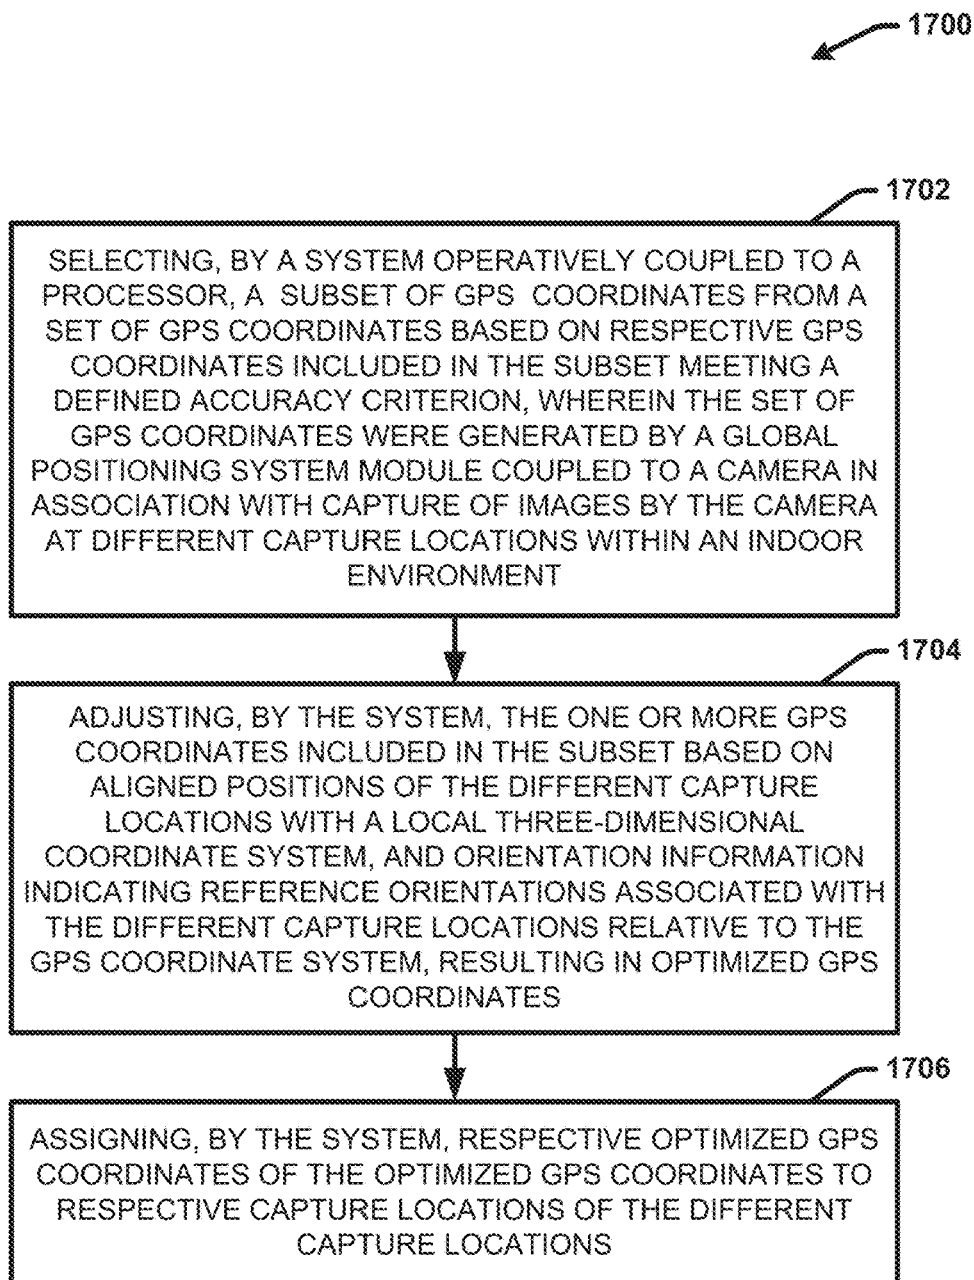 1700
1702
SELECTING, BY A SYSTEM OPERATIVELY COUPLED TO A
PROCESSOR, A SUBSET OF GPS COORDINATES FROM A
SET OF GPS COORDINATES BASED ON RESPECTIVE GPS
COORDINATES INCLUDED IN THE SUBSET MEETING A
DEFINED ACCURACY CRITERION, WHEREIN THE SET OF
GPS COORDINATES WERE GENERATED BY A GLOBAL
POSITIONING SYSTEM MODULE COUPLED TO A CAMERA IN
ASSOCIATION WITH CAPTURE OF IMAGES BY THE CAMERA
AT DIFFERENT CAPTURE LOCATIONS WITHIN AN INDOOR
ENVIRONMENT
1704
ADJUSTING, BY THE SYSTEM, THE ONE OR MORE GPS
COORDINATES INCLUDED IN THE SUBSET BASED ON
ALIGNED POSITIONS OF THE DIFFERENT CAPTURE
LOCATIONS WITH A LOCAL THREE-DIMENSIONAL
COORDINATE SYSTEM, AND ORIENTATION INFORMATION
INDICATING REFERENCE ORIENTATIONS ASSOCIATED WITH
THE DIFFERENT CAPTURE LOCATIONS RELATIVE TO THE
GPS COORDINATE SYSTEM, RESULTING IN OPTIMIZED GPS
COORDINATES
1706
ASSIGNING, BY THE SYSTEM, RESPECTIVE OPTIMIZED GPS
COORDINATES OF THE OPTIMIZED GPS COORDINATES TO
RESPECTIVE CAPTURE LOCATIONS OF THE DIFFERENT
CAPTURE LOCATIONS